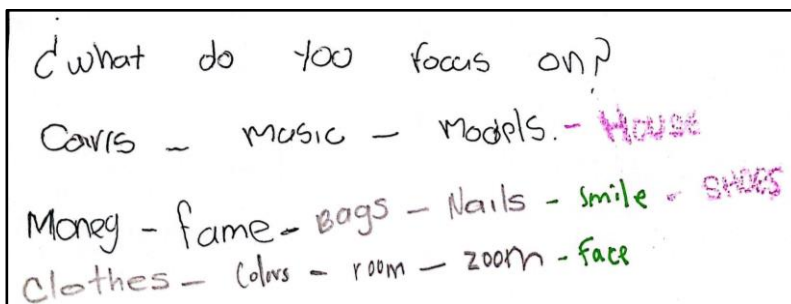 ¿what do you focus on?
Cars - music - Models. - House
Money - fame - Bags - Nails - smile - SHOES
Clothes - Colors - room - zoom - face